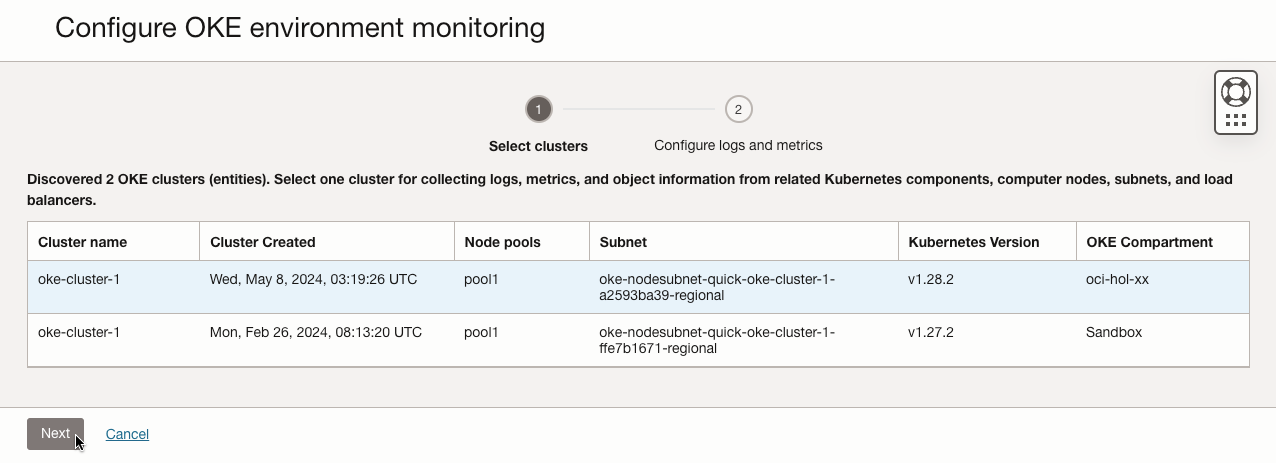 Configure OKE environment monitoring
1
2
Select clusters
Configure logs and metrics
Discovered 2 OKE clusters (entities). Select one cluster for collecting logs, metrics, and object information from related Kubernetes components, computer nodes, subnets, and load
balancers.
Cluster name Cluster Created Node pools Subnet Kubernetes Version OKE Compartment
oke-cluster-1 Wed, May 8, 2024, 03:19:26 UTC pool1 oke-nodesubnet-quick-oke-cluster-1- v1.28.2 oci-hol-xx
a2593ba39-regional
oke-cluster-1 Mon, Feb 26, 2024, 08:13:20 UTC pool1 oke-nodesubnet-quick-oke-cluster-1- v1.27.2 Sandbox
ffe7b1671-regional
Next Cancel